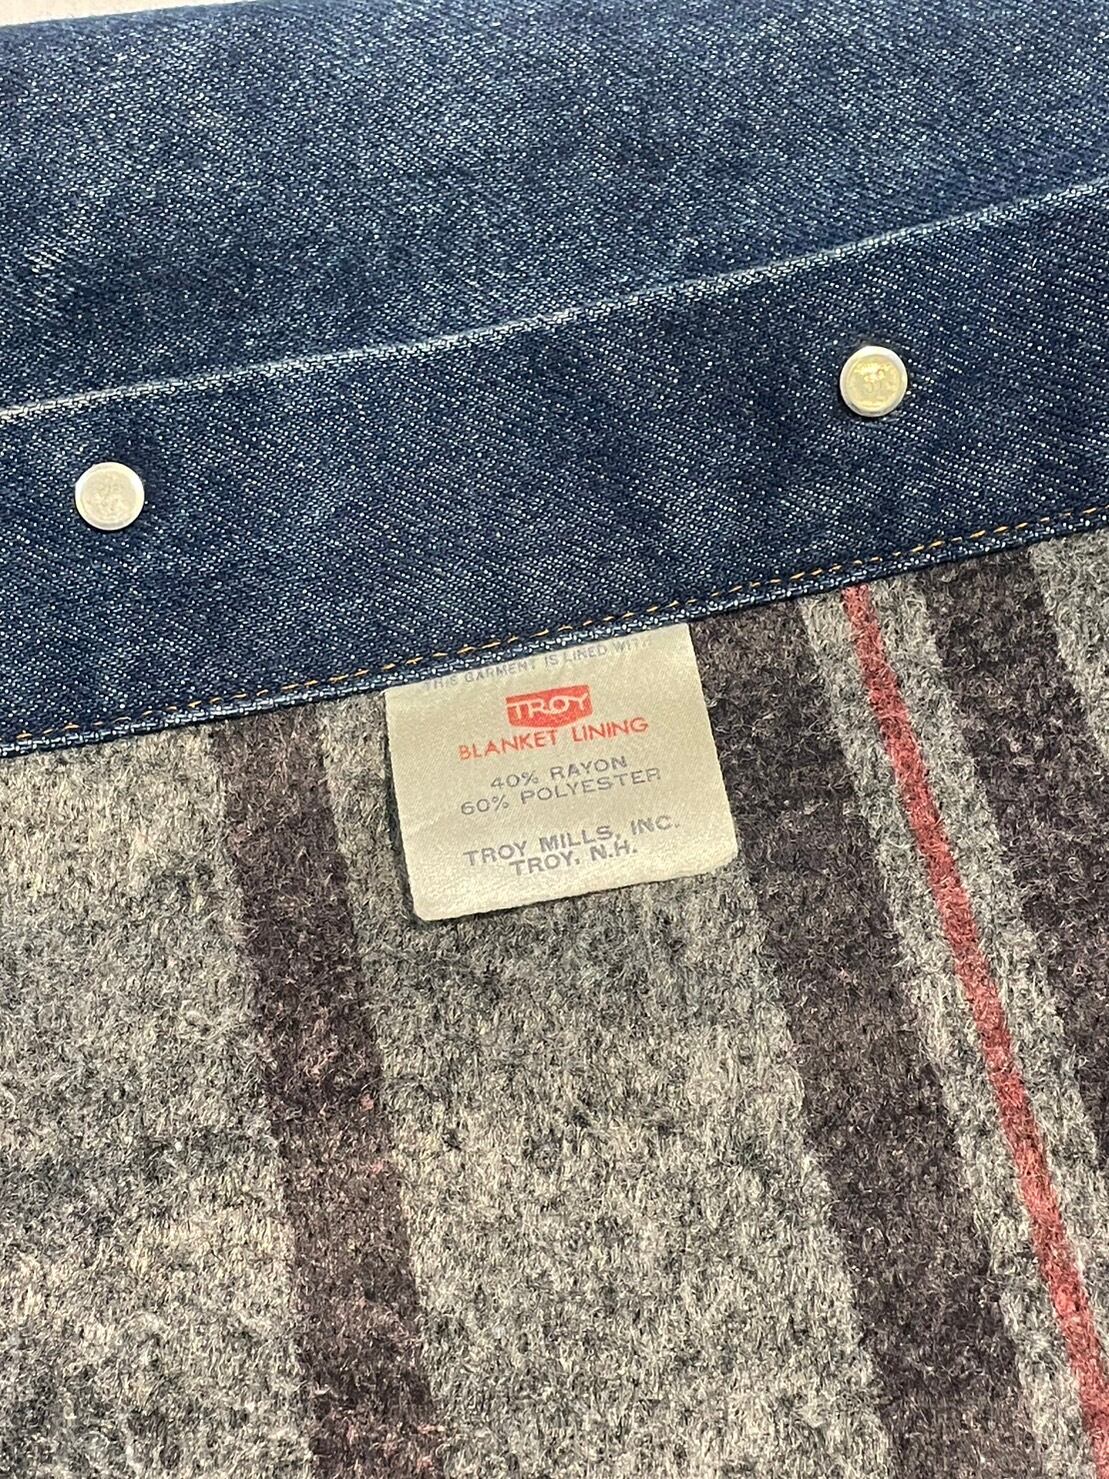 THIS GARMENT IS LINED WITH
TROY
BLANKET LINING
40% RAYON
60% POLYESTER
TROY MILLS, INC.
TROY, N.H.